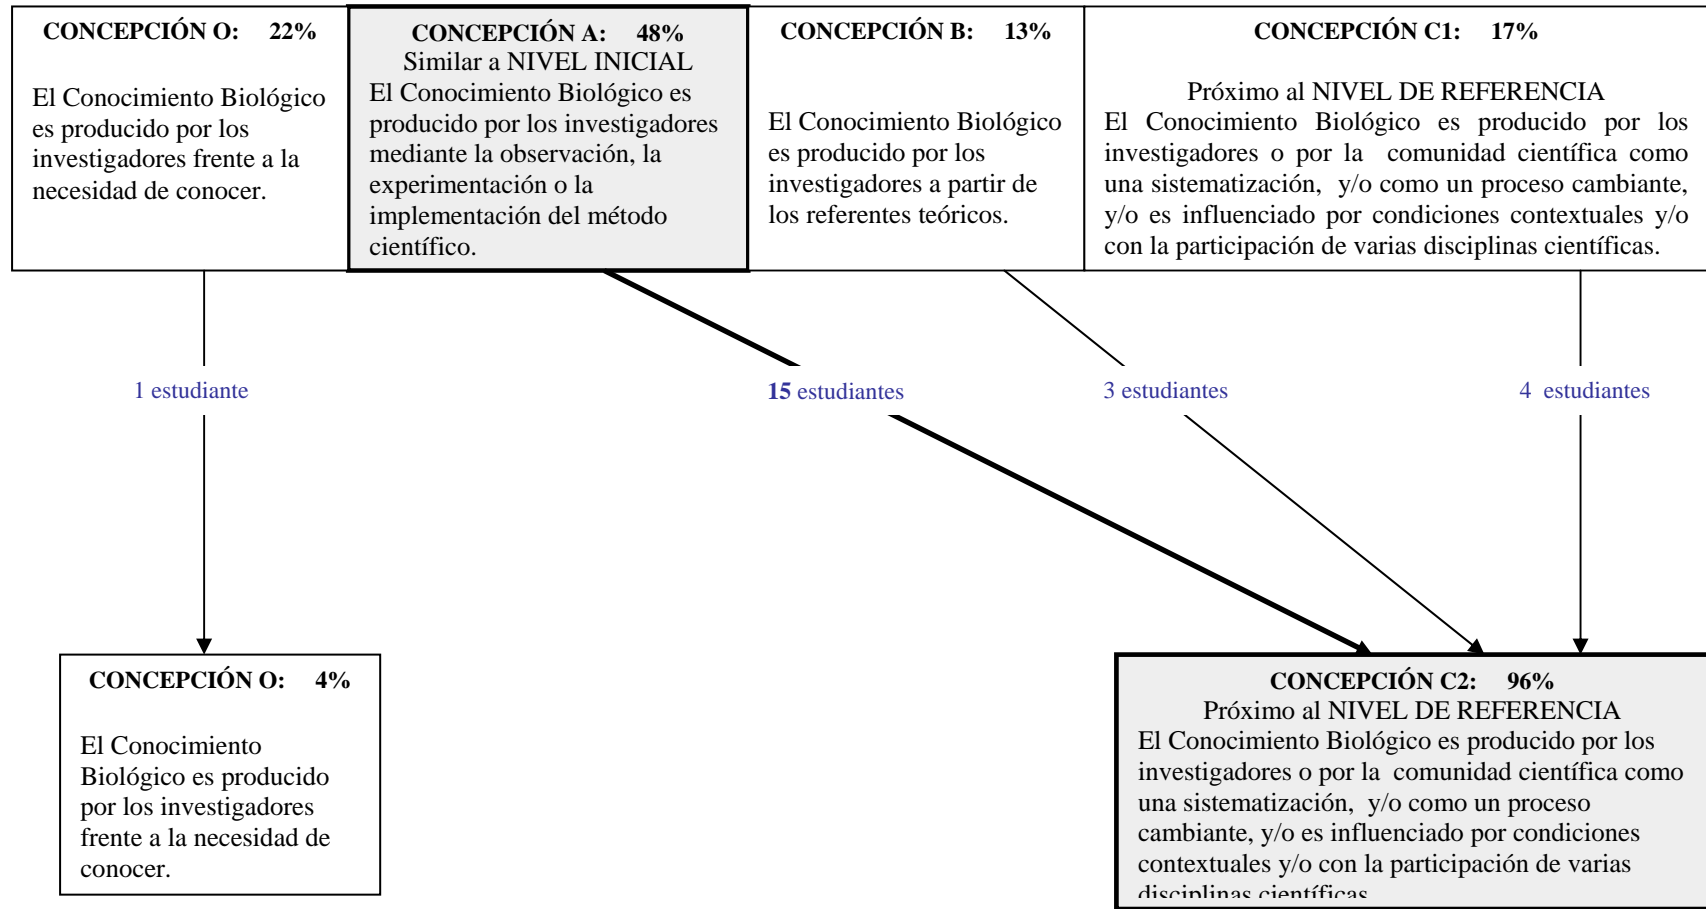 CONCEPCIÓN O: 22%
El Conocimiento Biológico
es producido por los
investigadores frente a la
necesidad de conocer.
CONCEPCIÓN A: 48%
Similar a NIVEL INICIAL
El Conocimiento Biológico es
producido por los investigadores
mediante la observación, la
experimentación o la
implementación del método
científico.
CONCEPCIÓN B: 13%
El Conocimiento Biológico
es producido por los
investigadores a partir de
los referentes teóricos.
CONCEPCIÓN C1: 17%
Próximo al NIVEL DE REFERENCIA
El Conocimiento Biológico es producido por los
investigadores o por la comunidad científica como
una sistematización, y/o como un proceso cambiante,
y/o es influenciado por condiciones contextuales y/o
con la participación de varias disciplinas científicas.
1 estudiante
15 estudiantes
3 estudiantes
4 estudiantes
CONCEPCIÓN O: 4%
El Conocimiento
Biológico es producido
por los investigadores
frente a la necesidad de
conocer.
CONCEPCIÓN C2: 96%
Próximo al NIVEL DE REFERENCIA
El Conocimiento Biológico es producido por los
investigadores o por la comunidad científica como
una sistematización, y/o como un proceso
cambiante, y/o es influenciado por condiciones
contextuales y/o con la participación de varias
disciplinas científicas